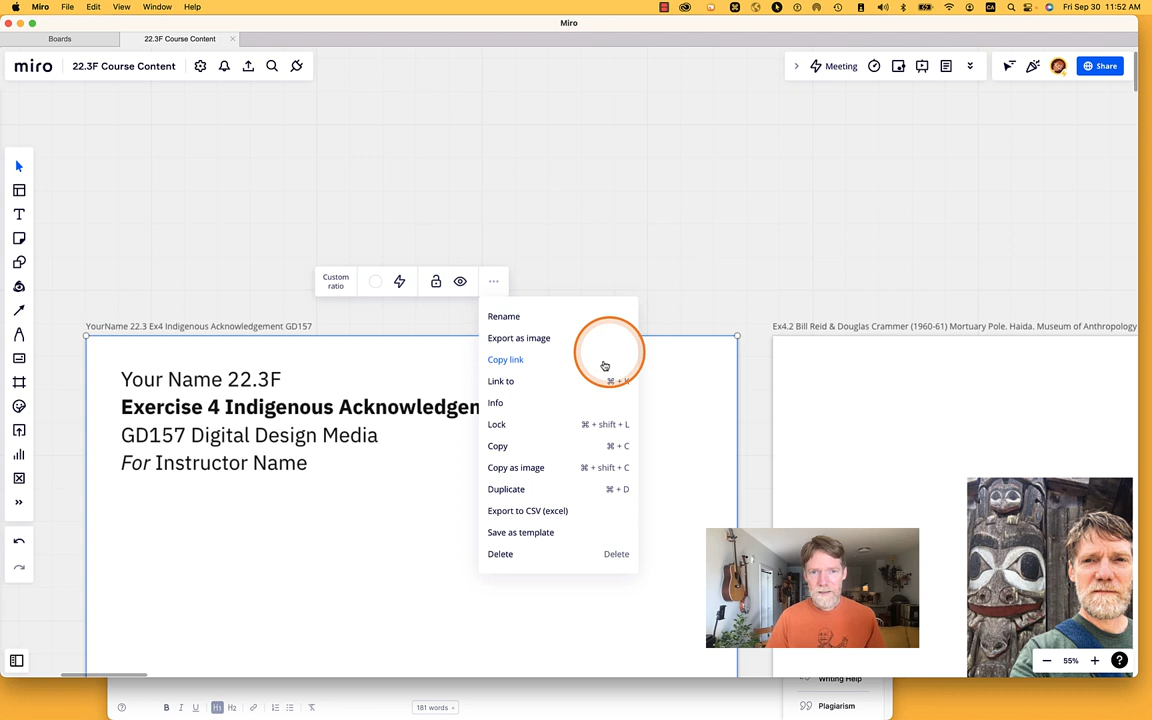 Miro File Edit View Window Help
CA
Fri Sep 30 11:52 AM
Miro
Boards
22.3F Course Content
miro
22.3F Course Content
Meeting
Share
Custom
ratio
Rename
Export as image
Copy link
Link to
Info
Lock ⌘ + shift + L
Copy ⌘ + C
Copy as image ⌘ + shift + C
Duplicate ⌘ + D
Export to CSV (excel)
Save as template
Delete Delete
YourName 22.3 Ex4 Indigenous Acknowledgement GD157
Your Name 22.3F
Exercise 4 Indigenous
GD157 Digital Design Media
For Instructor Name
Ex4.2 Bill Reid & Douglas Crammer (1960-61) Mortuary Pole. Haida. Museum of Anthropology
55%
?
B I U H1 H2
181 words
Writing Help
Plagiarism